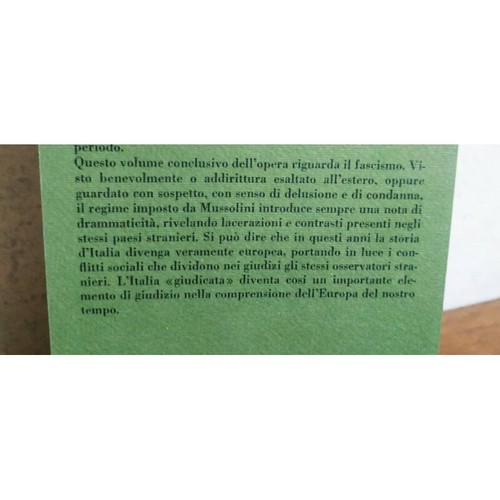 periodo.
Questo volume conclusivo dell'opera riguarda il fascismo. Vi-
sto benevolmente o addirittura esaltato all'estero, oppure
guardato con sospetto, con senso di delusione e di condanna,
il regime imposto da Mussolini introduce sempre una nota di
drammaticità, rivelando lacerazioni e contrasti presenti negli
stessi paesi stranieri. Si può dire che in questi anni la storia
d'Italia divenga veramente europea, portando in luce i con-
flitti sociali che dividono nei giudizi gli stessi osservatori stra-
nieri. L'Italia «giudicata» diventa così un importante ele-
mento di giudizio nella comprensione dell'Europa del nostro
tempo.